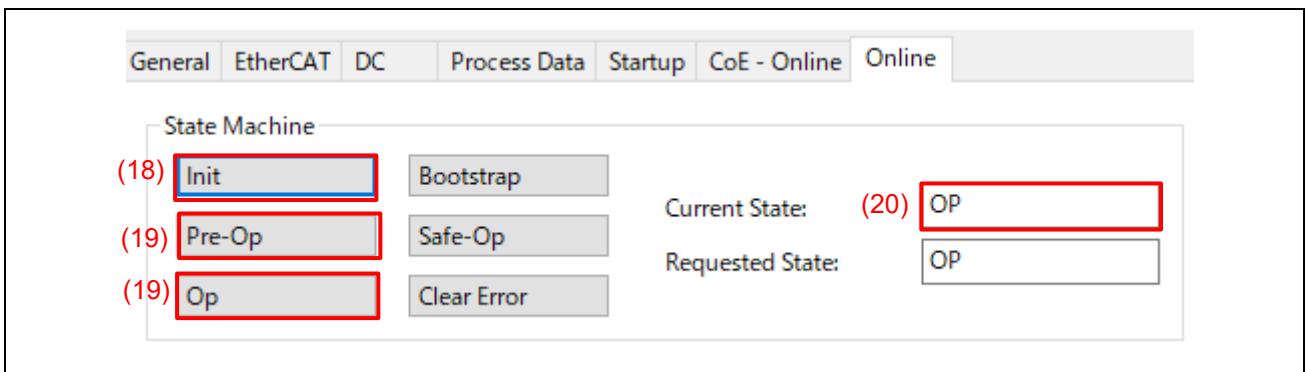 General EtherCAT DC Process Data Startup CoE - Online Online
State Machine
(18) Init Bootstrap
Current State: (20) OP
(19) Pre-Op Safe-Op
Requested State: OP
(19) Op Clear Error